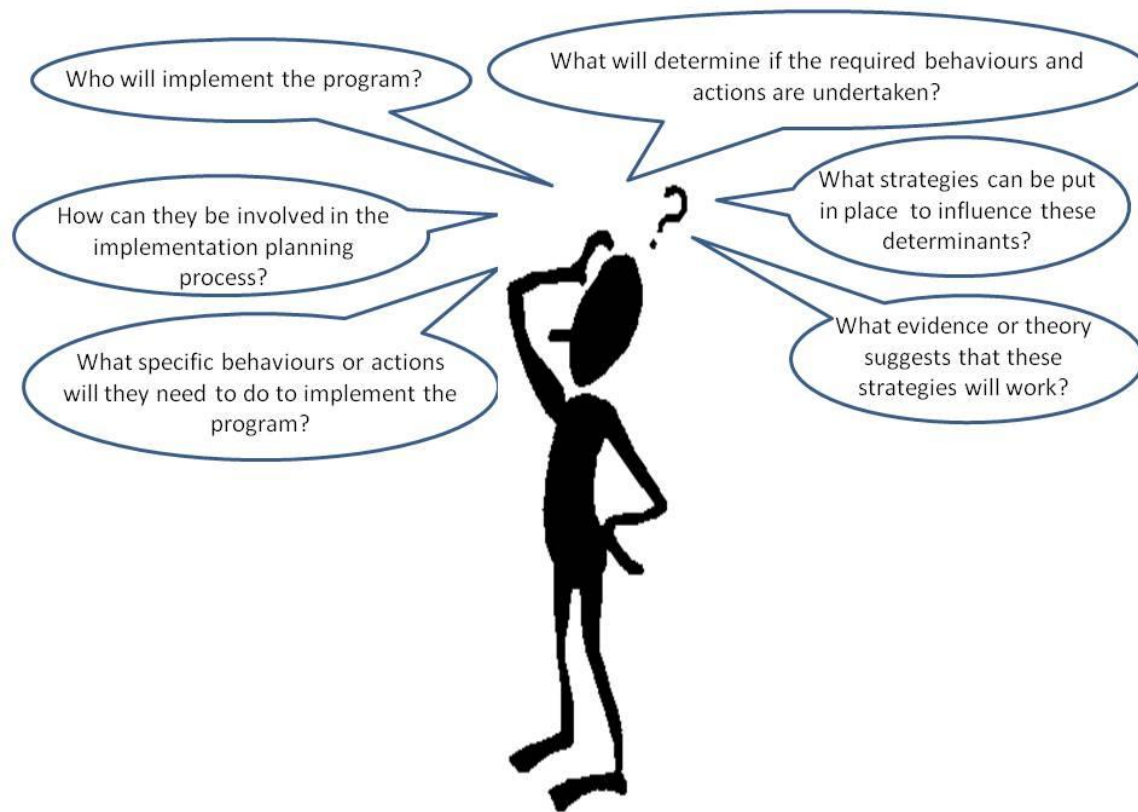 Who will implement the program?
How can they be involved in the
implementation planning
process?
What specific behaviours or actions
will they need to do to implement the
program?
What will determine if the required behaviours and
actions are undertaken?
What strategies can be put
in place to influence these
determinants?
What evidence or theory
suggests that these
strategies will work?
?